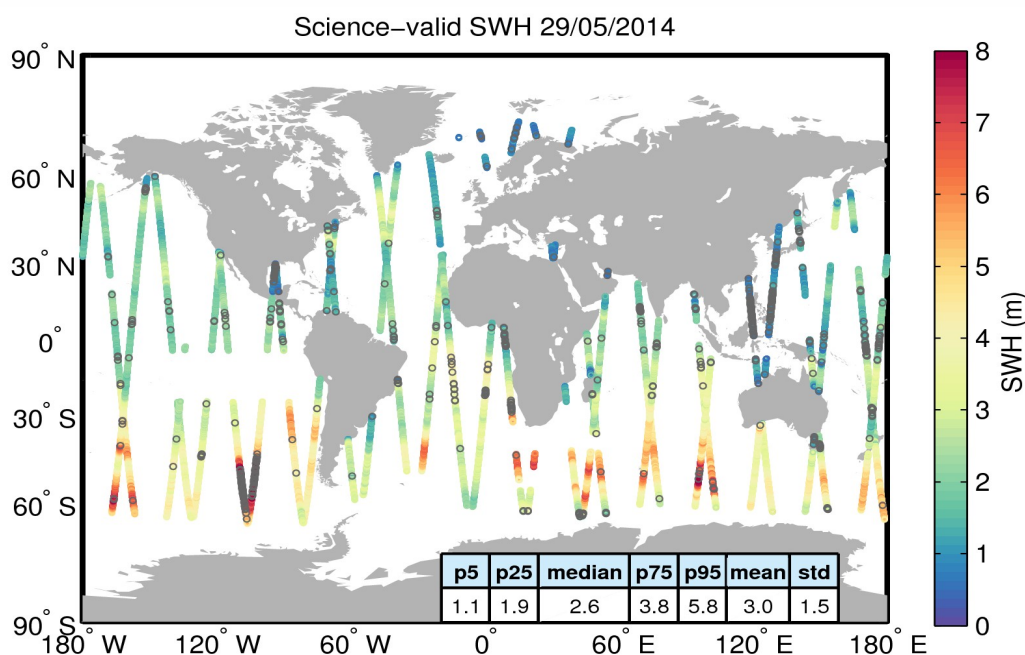 Science−valid SWH 29/05/2014
90° N
60° N
30° N
0°
30° S
60° S
90° S
180° W
120° W
60° W
0°
60° E
120° E
180° E
8
7
6
5
4
3
2
1
0
SWH (m)
p5 p25 median p75 p95 mean std
1.1 1.9 2.6 3.8 5.8 3.0 1.5